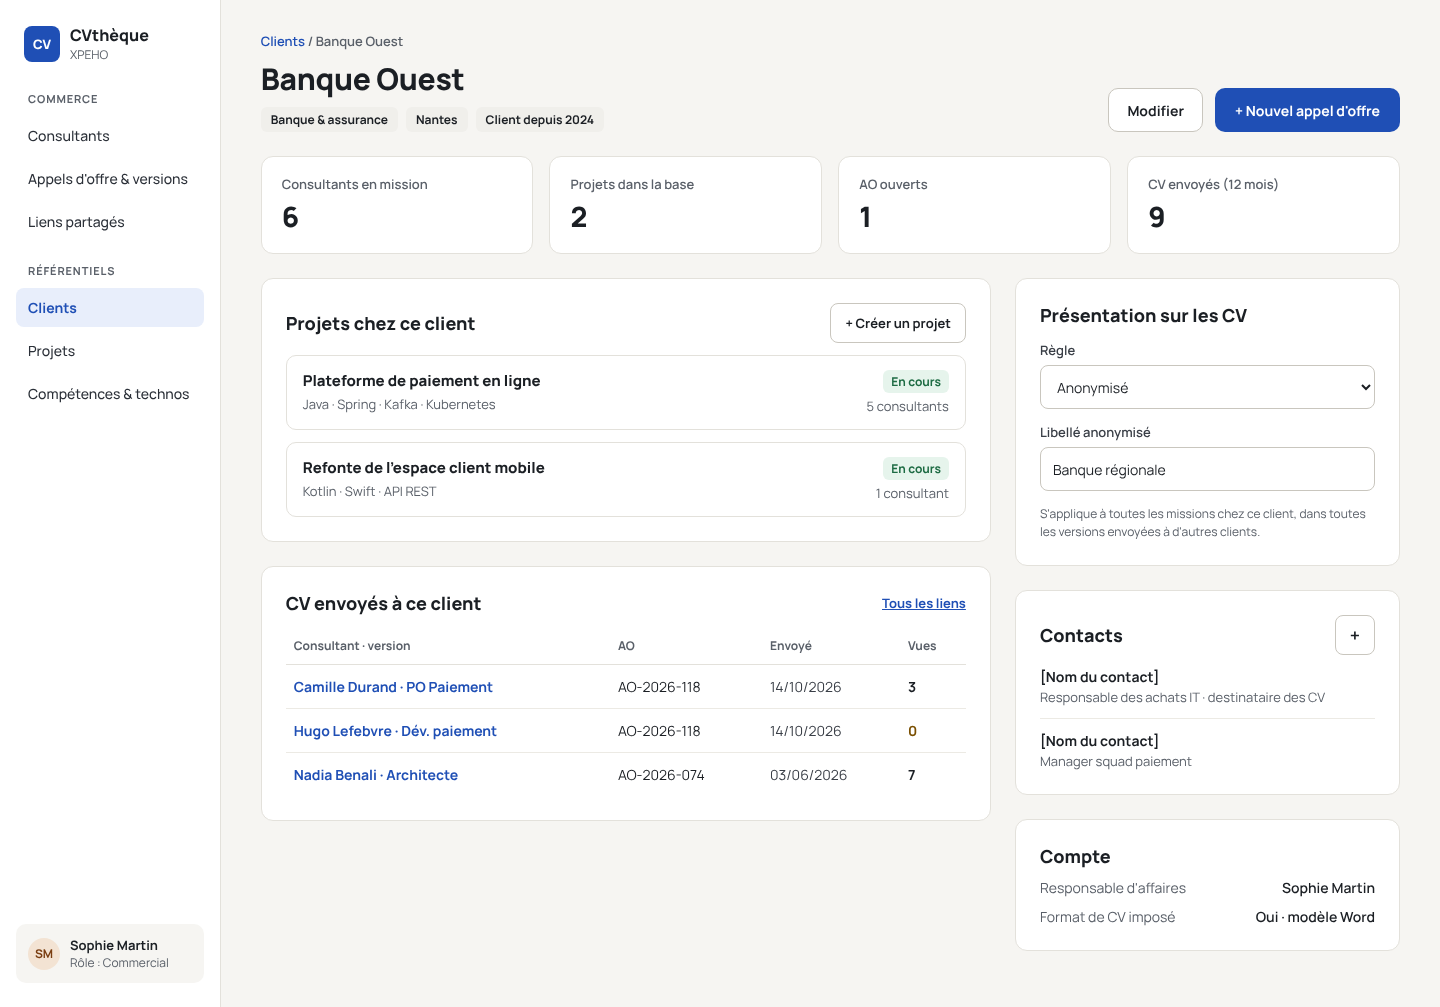 CV
CVthèque
XPEHO
COMMERCE
Consultants
Appels d'offre & versions
Liens partagés
RÉFÉRENTIELS
Clients
Projets
Compétences & technos
SM
Sophie Martin
Rôle : Commercial
Clients / Banque Ouest
Banque Ouest
Banque & assurance
Nantes
Client depuis 2024
Modifier
+ Nouvel appel d'offre
Consultants en mission
6
Projets dans la base
2
AO ouverts
1
CV envoyés (12 mois)
9
Projets chez ce client
+ Créer un projet
Plateforme de paiement en ligne
Java · Spring · Kafka · Kubernetes
En cours
5 consultants
Refonte de l'espace client mobile
Kotlin · Swift · API REST
En cours
1 consultant
CV envoyés à ce client
Tous les liens
Consultant · version AO Envoyé Vues
Camille Durand · PO Paiement AO-2026-118 14/10/2026 3
Hugo Lefebvre · Dév. paiement AO-2026-118 14/10/2026 0
Nadia Benali · Architecte AO-2026-074 03/06/2026 7
Présentation sur les CV
Règle
Anonymisé
Libellé anonymisé
Banque régionale
S'applique à toutes les missions chez ce client, dans toutes
les versions envoyées à d'autres clients.
Contacts
+
[Nom du contact]
Responsable des achats IT · destinataire des CV
[Nom du contact]
Manager squad paiement
Compte
Responsable d'affaires Sophie Martin
Format de CV imposé Oui · modèle Word